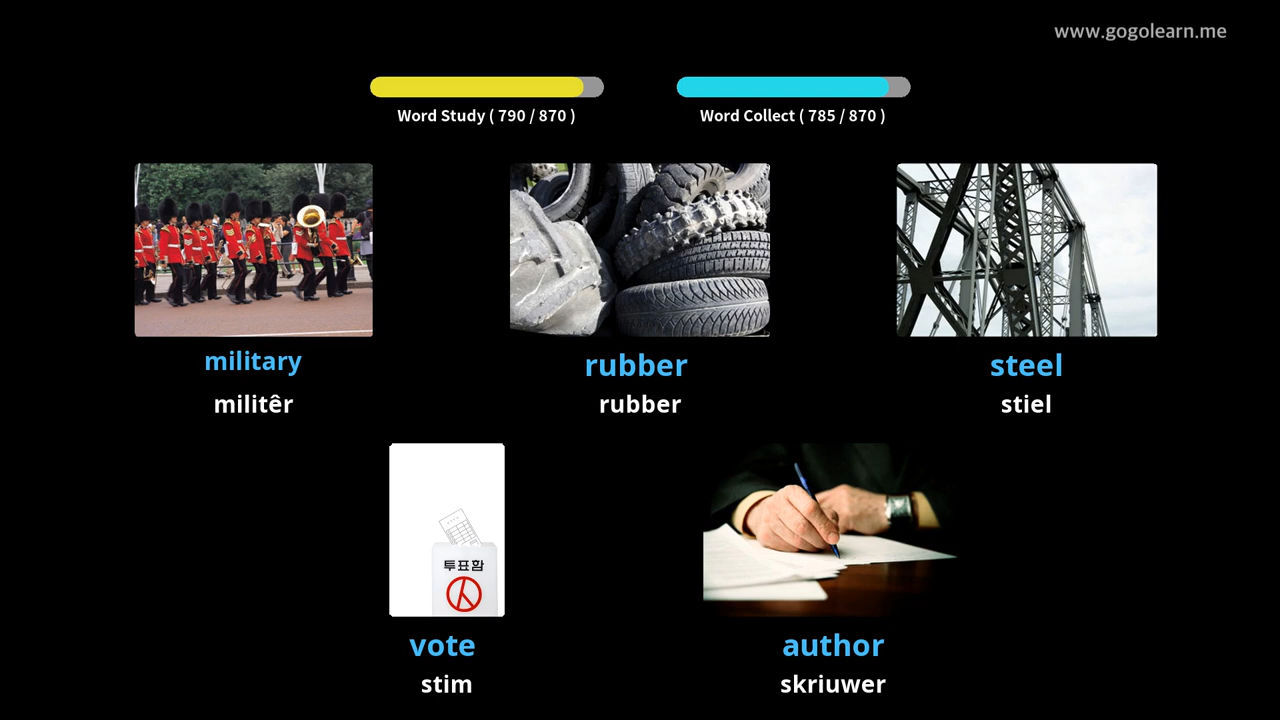 www.gogolearn.me
Word Study ( 790 / 870 )
Word Collect ( 785 / 870 )
military
militêr
rubber
rubber
steel
stiel
투표함
vote
stim
author
skriuwer